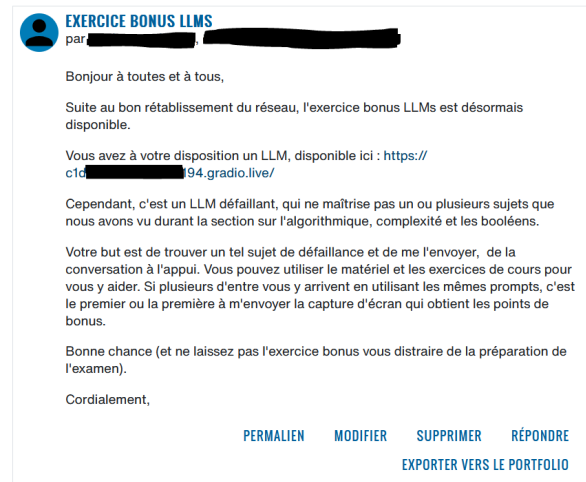 EXERCICE BONUS LLMS
par
Bonjour à toutes et à tous,
Suite au bon rétablissement du réseau, l'exercice bonus LLMs est désormais
disponible.
Vous avez à votre disposition un LLM, disponible ici : https://
c1d 194.gradio.live/
Cependant, c'est un LLM défaillant, qui ne maîtrise pas un ou plusieurs sujets que
nous avons vu durant la section sur l'algorithmique, complexité et les booléens.
Votre but est de trouver un tel sujet de défaillance et de me l'envoyer, de la
conversation à l'appui. Vous pouvez utiliser le matériel et les exercices de cours pour
vous y aider. Si plusieurs d'entre vous y arrivent en utilisant les mêmes prompts, c'est
le premier ou la première à m'envoyer la capture d'écran qui obtient les points de
bonus.
Bonne chance (et ne laissez pas l'exercice bonus vous distraire de la préparation de
l'examen).
Cordialement,
PERMALIEN MODIFIER SUPPRIMER RÉPONDRE
EXPORTER VERS LE PORTFOLIO